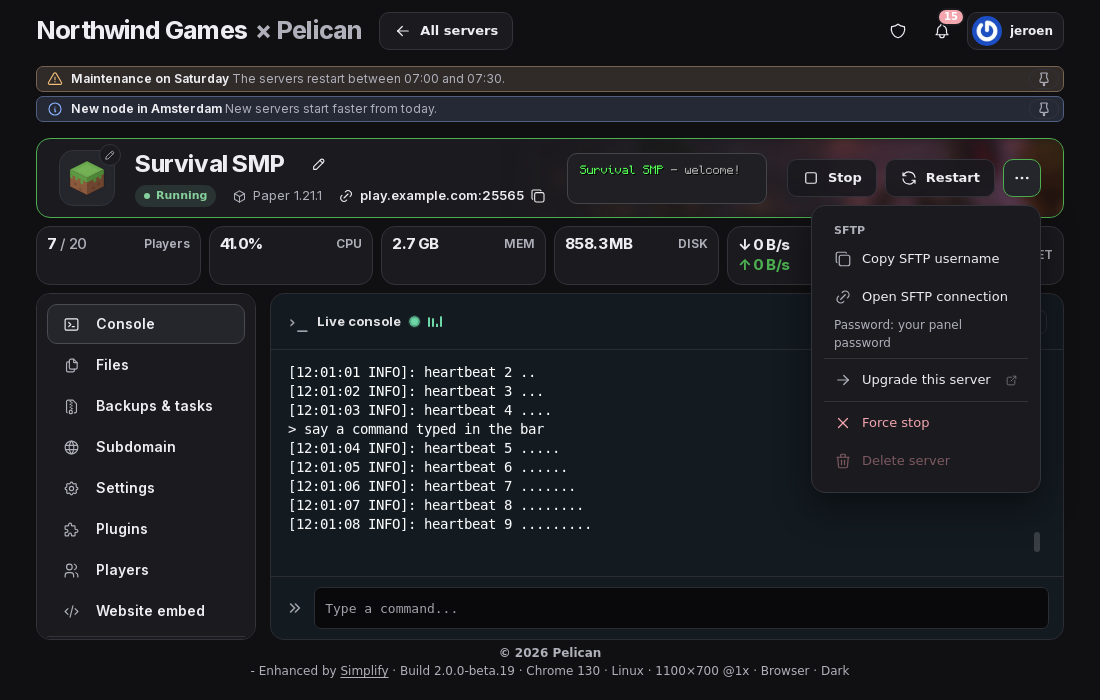 Northwind Games × Pelican
All servers
15
jeroen
Maintenance on Saturday The servers restart between 07:00 and 07:30.
New node in Amsterdam New servers start faster from today.
Survival SMP
Running
Paper 1.21.1
play.example.com:25565
Survival SMP — welcome!
Stop
Restart
7 / 20 Players
41.0% CPU
2.7 GB MEM
858.3 MB DISK
↓ 0 B/s
↑ 0 B/s
SFTP
Copy SFTP username
Open SFTP connection
Password: your panel
password
Upgrade this server
Force stop
Delete server
Console
Files
Backups & tasks
Subdomain
Settings
Plugins
Players
Website embed
Live console
[12:01:01 INFO]: heartbeat 2 ..
[12:01:02 INFO]: heartbeat 3 ...
[12:01:03 INFO]: heartbeat 4 ....
> say a command typed in the bar
[12:01:04 INFO]: heartbeat 5 .....
[12:01:05 INFO]: heartbeat 6 ......
[12:01:06 INFO]: heartbeat 7 .......
[12:01:07 INFO]: heartbeat 8 ........
[12:01:08 INFO]: heartbeat 9 .........
Type a command...
© 2026 Pelican
- Enhanced by Simplify · Build 2.0.0-beta.19 · Chrome 130 · Linux · 1100×700 @1x · Browser · Dark